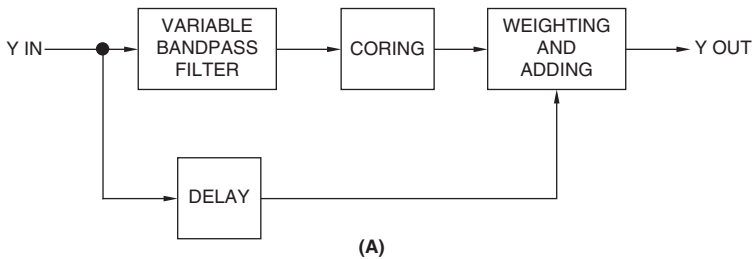 Y IN
VARIABLE
BANDPASS
FILTER
CORING
WEIGHTING
AND
ADDING
Y OUT
DELAY
(A)